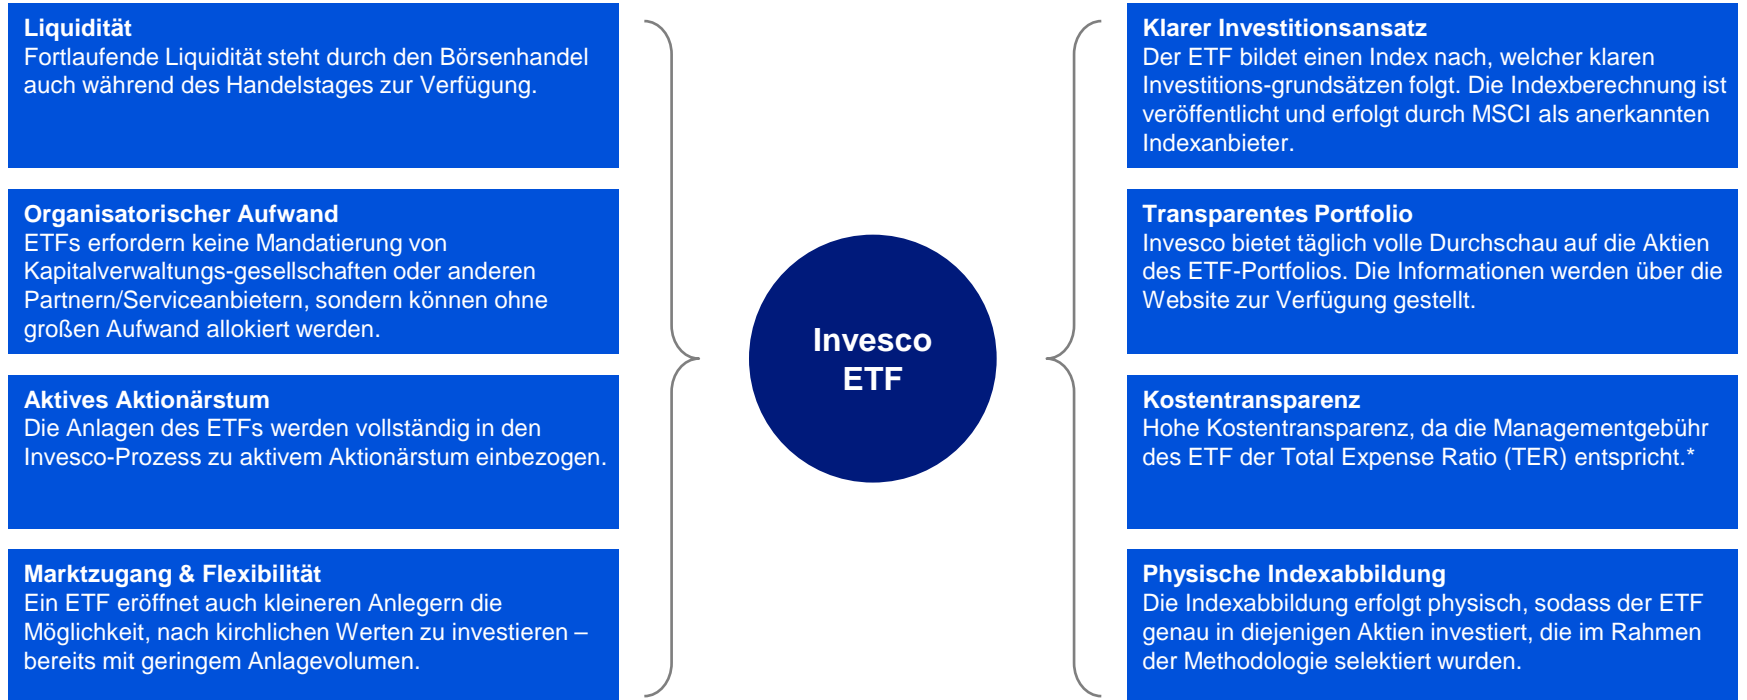 Liquidität
Fortlaufende Liquidität steht durch den Börsenhandel
auch während des Handelstages zur Verfügung.
Organisatorischer Aufwand
ETFs erfordern keine Mandatierung von
Kapitalverwaltungs-gesellschaften oder anderen
Partnern/Serviceanbietern, sondern können ohne
großen Aufwand allokiert werden.
Aktives Aktionärstum
Die Anlagen des ETFs werden vollständig in den
Invesco-Prozess zu aktivem Aktionärstum einbezogen.
Marktzugang & Flexibilität
Ein ETF eröffnet auch kleineren Anlegern die
Möglichkeit, nach kirchlichen Werten zu investieren –
bereits mit geringem Anlagevolumen.
Invesco
ETF
Klarer Investitionsansatz
Der ETF bildet einen Index nach, welcher klaren
Investitions-grundsätzen folgt. Die Indexberechnung ist
veröffentlicht und erfolgt durch MSCI als anerkannten
Indexanbieter.
Transparentes Portfolio
Invesco bietet täglich volle Durchschau auf die Aktien
des ETF-Portfolios. Die Informationen werden über die
Website zur Verfügung gestellt.
Kostentransparenz
Hohe Kostentransparenz, da die Managementgebühr
des ETF der Total Expense Ratio (TER) entspricht.*
Physische Indexabbildung
Die Indexabbildung erfolgt physisch, sodass der ETF
genau in diejenigen Aktien investiert, die im Rahmen
der Methodologie selektiert wurden.